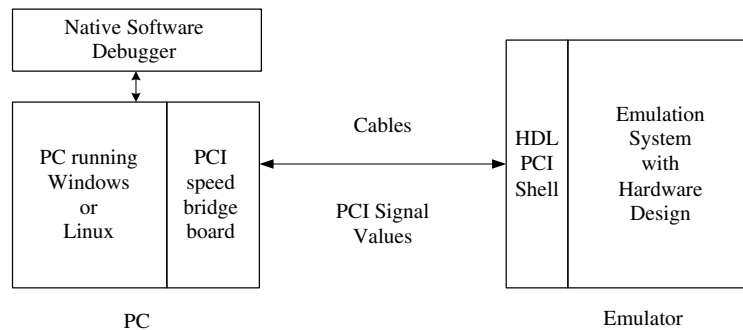 Native Software
Debugger
PC running
Windows
or
Linux
PCI
speed
bridge
board
Cables
PCI Signal
Values
HDL
PCI
Shell
Emulation
System
with
Hardware
Design
PC
Emulator